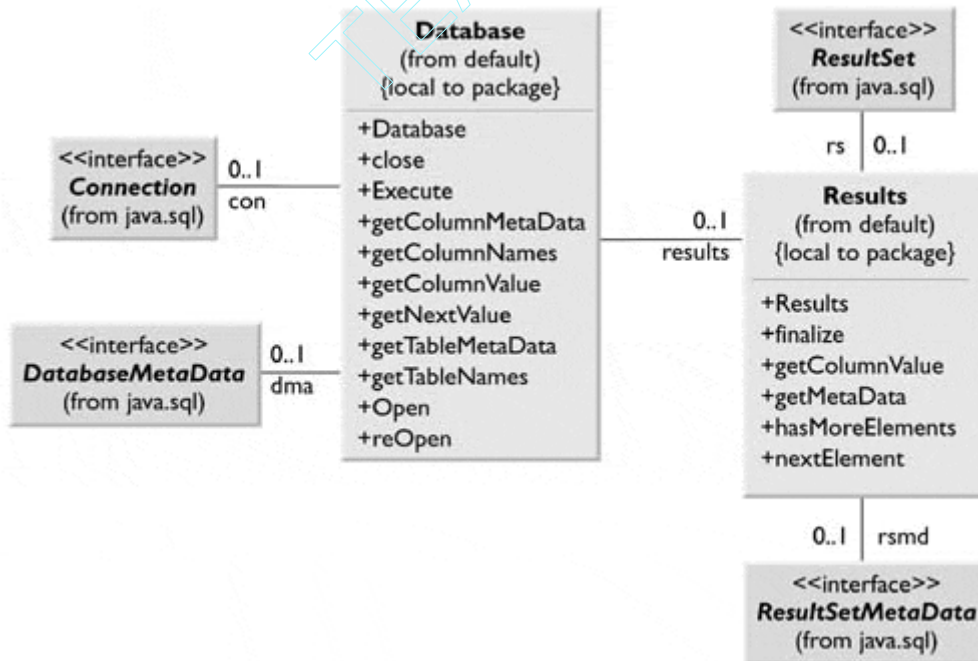 Database
(from default)
{local to package}
+Database
+close
+Execute
+getColumnMetaData
+getColumnNames
+getColumnValue
+getNextValue
+getTableMetaData
+getTableNames
+Open
+reOpen
<<interface>>
Connection
(from java.sql)
0..1
con
<<interface>>
DatabaseMetaData
(from java.sql)
0..1
dma
0..1
results
<<interface>>
ResultSet
(from java.sql)
rs 0..1
Results
(from default)
{local to package}
+Results
+finalize
+getColumnValue
+getMetaData
+hasMoreElements
+nextElement
0..1 rsmd
<<interface>>
ResultSetMetaData
(from java.sql)